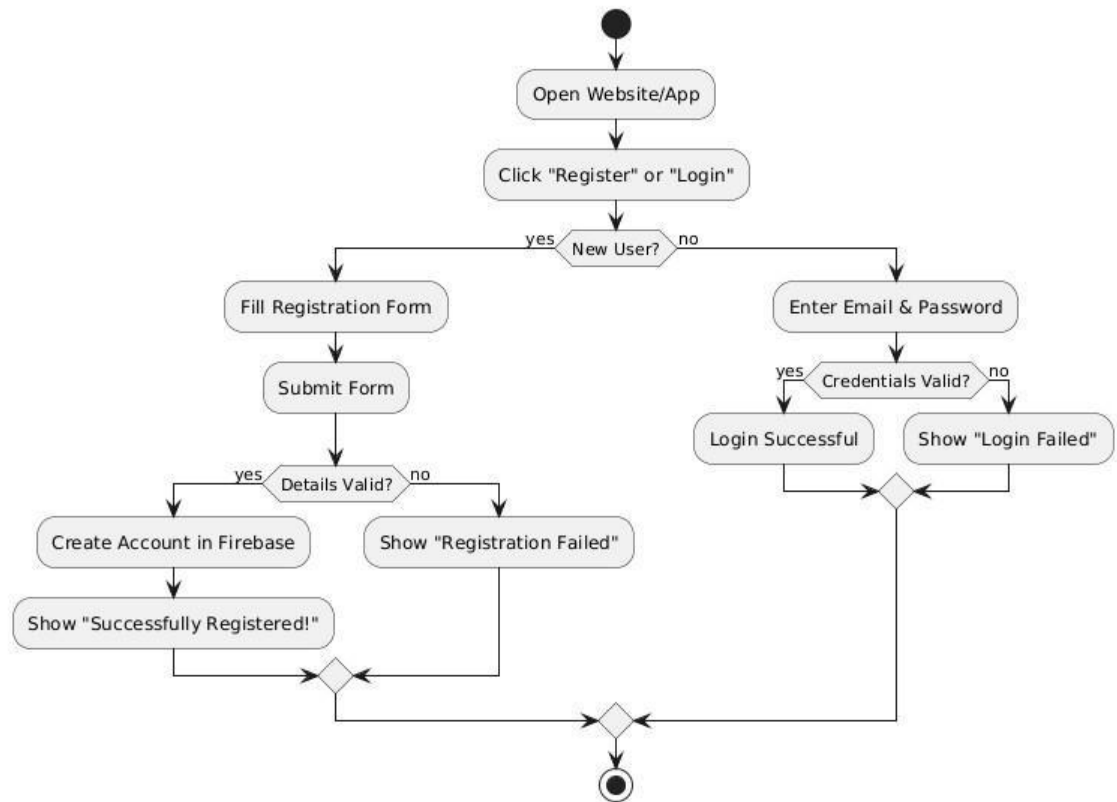 Open Website/App
Click "Register" or "Login"
yes
New User?
no
Fill Registration Form
Submit Form
yes
Details Valid?
no
Create Account in Firebase
Show "Successfully Registered!"
Show "Registration Failed"
Enter Email & Password
yes
Credentials Valid?
no
Login Successful
Show "Login Failed"